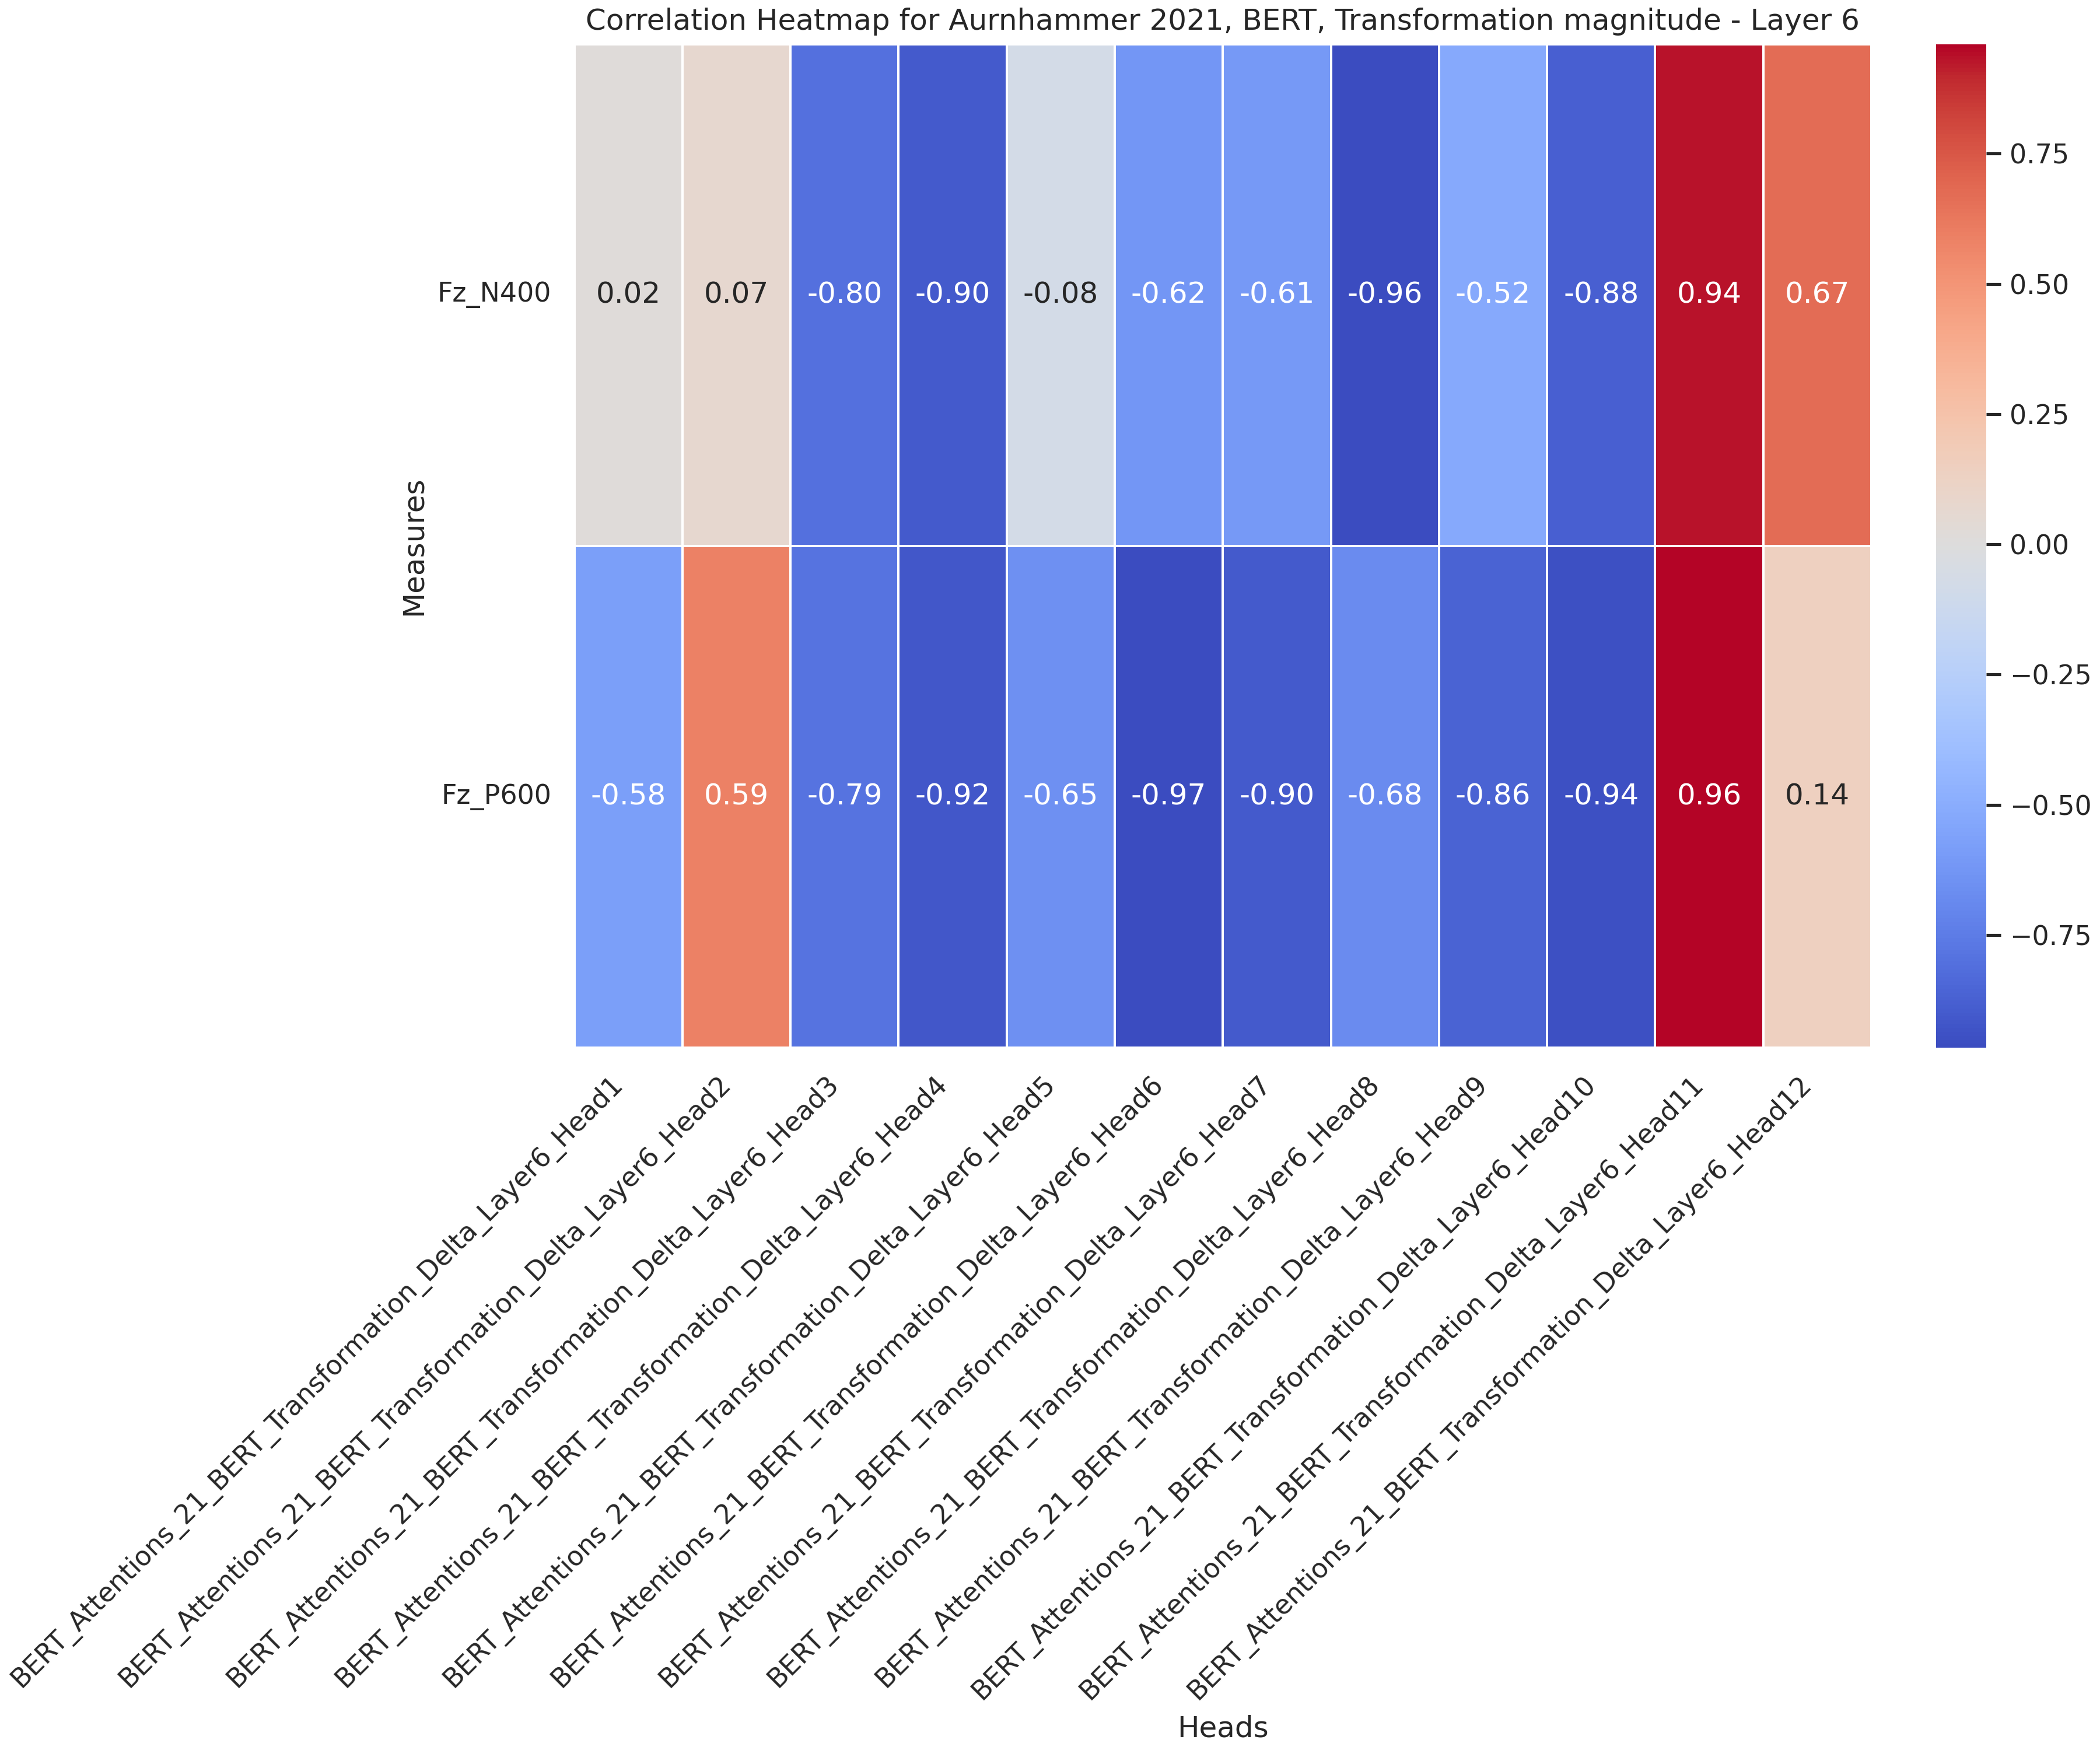 Correlation Heatmap for Aurnhammer 2021, BERT, Transformation magnitude - Layer 6
Measures
Fz_N400
0.02 0.07 -0.80 -0.90 -0.08 -0.62 -0.61 -0.96 -0.52 -0.88 0.94 0.67
Fz_P600
-0.58 0.59 -0.79 -0.92 -0.65 -0.97 -0.90 -0.68 -0.86 -0.94 0.96 0.14
0.75
0.50
0.25
0.00
−0.25
−0.50
−0.75
BERT_Attentions_21_BERT_Transformation_Delta_Layer6_Head1
BERT_Attentions_21_BERT_Transformation_Delta_Layer6_Head2
BERT_Attentions_21_BERT_Transformation_Delta_Layer6_Head3
BERT_Attentions_21_BERT_Transformation_Delta_Layer6_Head4
BERT_Attentions_21_BERT_Transformation_Delta_Layer6_Head5
BERT_Attentions_21_BERT_Transformation_Delta_Layer6_Head6
BERT_Attentions_21_BERT_Transformation_Delta_Layer6_Head7
BERT_Attentions_21_BERT_Transformation_Delta_Layer6_Head8
BERT_Attentions_21_BERT_Transformation_Delta_Layer6_Head9
BERT_Attentions_21_BERT_Transformation_Delta_Layer6_Head10
BERT_Attentions_21_BERT_Transformation_Delta_Layer6_Head11
BERT_Attentions_21_BERT_Transformation_Delta_Layer6_Head12
Heads